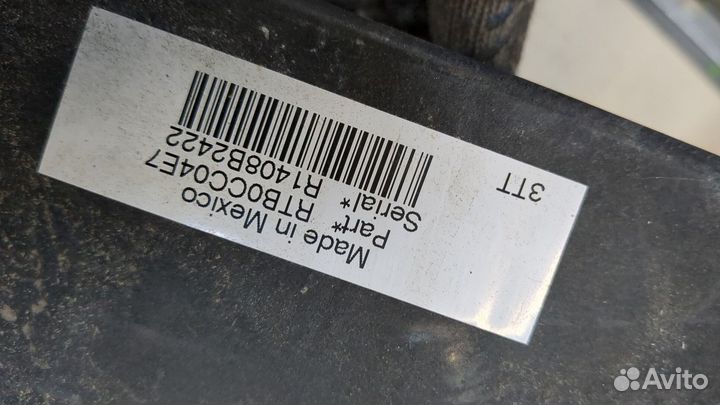 Made in Mexico
Part* RTB0CC04E7
Serial* R1408B2422
3TT
Avito